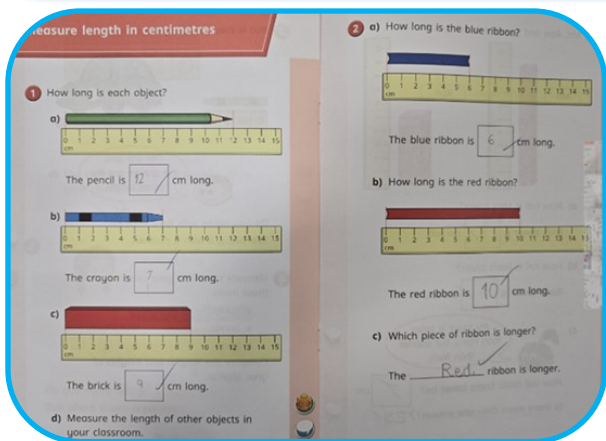 Measure length in centimetres
1 How long is each object?
a)
0 1 2 3 4 5 6 7 8 9 10 11 12 13 14 15
cm
The pencil is 12 cm long.
b)
0 1 2 3 4 5 6 7 8 9 10 11 12 13 14 15
cm
The crayon is 7 cm long.
c)
0 1 2 3 4 5 6 7 8 9 10 11 12 13 14 15
cm
The brick is 9 cm long.
d) Measure the length of other objects in
your classroom.
2 a) How long is the blue ribbon?
0 1 2 3 4 5 6 7 8 9 10 11 12 13 14 15
cm
The blue ribbon is 6 cm long.
b) How long is the red ribbon?
0 1 2 3 4 5 6 7 8 9 10 11 12 13 14 15
cm
The red ribbon is 10 cm long.
c) Which piece of ribbon is longer?
The Red ribbon is longer.